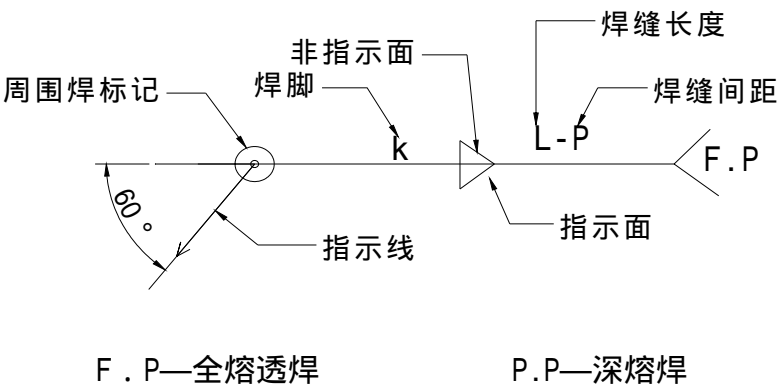 焊缝长度
非指示面
周围焊标记
焊脚
焊缝间距
k
L-P
F.P
60°
指示线
指示面
F.P—全熔透焊
P.P—深熔焊